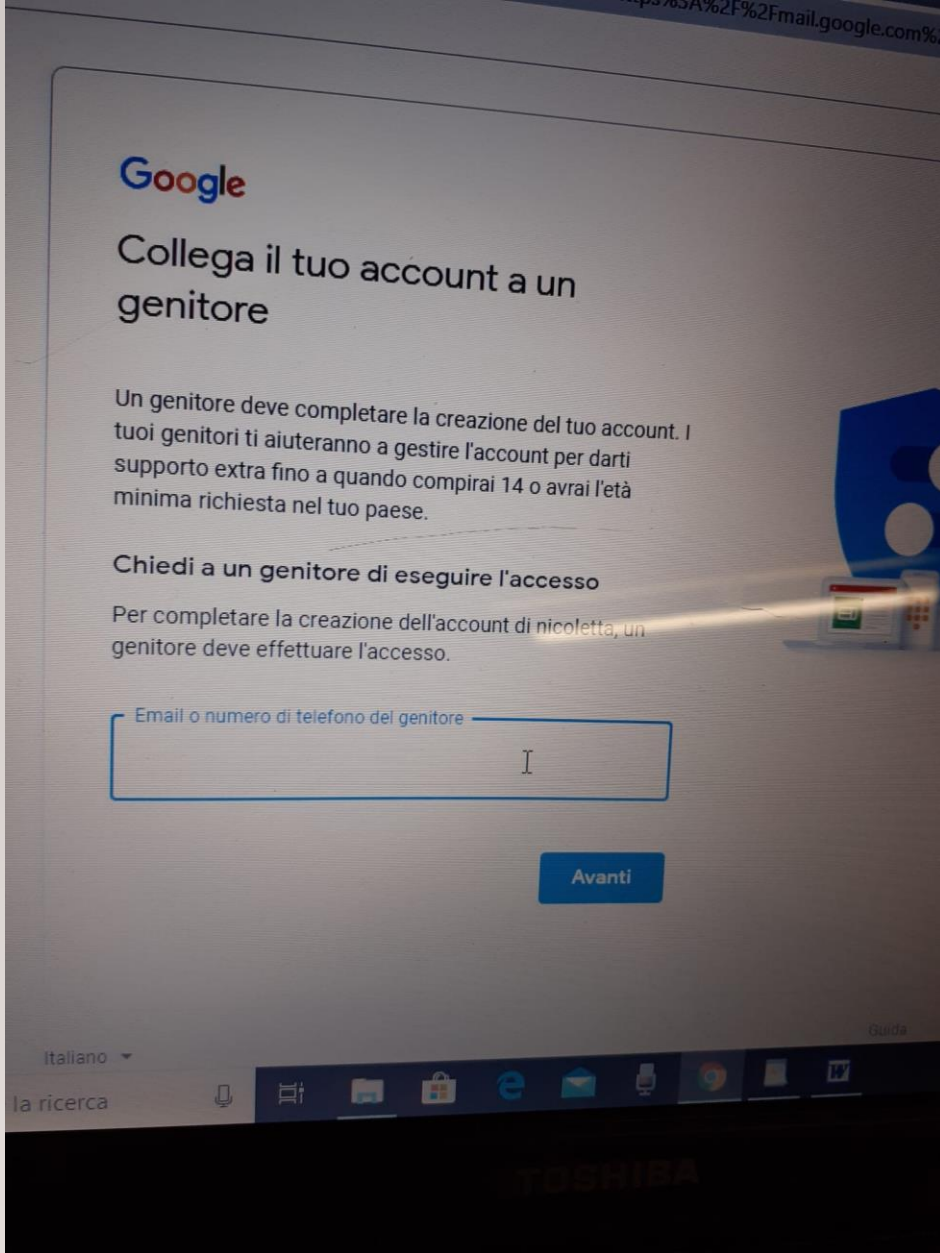 3A%2F%2Fmail.google.com%
Google
Collega il tuo account a un
genitore
Un genitore deve completare la creazione del tuo account. I
tuoi genitori ti aiuteranno a gestire l'account per darti
supporto extra fino a quando compirai 14 o avrai l'età
minima richiesta nel tuo paese.
Chiedi a un genitore di eseguire l'accesso
Per completare la creazione dell'account di nicoletta, un
genitore deve effettuare l'accesso.
Email o numero di telefono del genitore
Avanti
Guida
Italiano
la ricerca
TOSHIBA